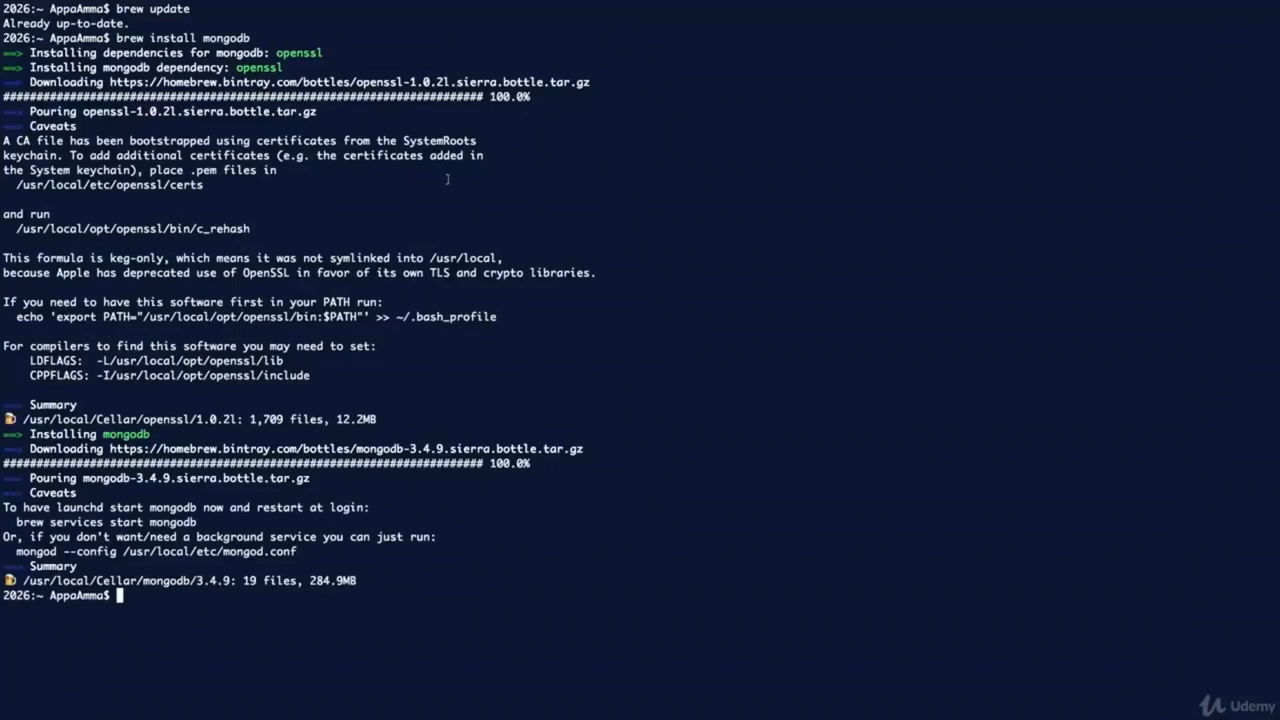 2026:~ AppaAmma$ brew update
Already up-to-date.
2026:~ AppaAmma$ brew install mongodb
==> Installing dependencies for mongodb: openssl
==> Installing mongodb dependency: openssl
==> Downloading https://homebrew.bintray.com/bottles/openssl-1.0.2l.sierra.bottle.tar.gz
######################################################################## 100.0%
==> Pouring openssl-1.0.2l.sierra.bottle.tar.gz
==> Caveats
A CA file has been bootstrapped using certificates from the SystemRoots
keychain. To add additional certificates (e.g. the certificates added in
the System keychain), place .pem files in
/usr/local/etc/openssl/certs
and run
/usr/local/opt/openssl/bin/c_rehash
This formula is keg-only, which means it was not symlinked into /usr/local,
because Apple has deprecated use of OpenSSL in favor of its own TLS and crypto libraries.
If you need to have this software first in your PATH run:
echo 'export PATH="/usr/local/opt/openssl/bin:$PATH"' >> ~/.bash_profile
For compilers to find this software you may need to set:
LDFLAGS:  -L/usr/local/opt/openssl/lib
CPPFLAGS: -I/usr/local/opt/openssl/include
==> Summary
🍺 /usr/local/Cellar/openssl/1.0.2l: 1,709 files, 12.2MB
==> Installing mongodb
==> Downloading https://homebrew.bintray.com/bottles/mongodb-3.4.9.sierra.bottle.tar.gz
######################################################################## 100.0%
==> Pouring mongodb-3.4.9.sierra.bottle.tar.gz
==> Caveats
To have launchd start mongodb now and restart at login:
brew services start mongodb
Or, if you don't want/need a background service you can just run:
mongod --config /usr/local/etc/mongod.conf
==> Summary
🍺 /usr/local/Cellar/mongodb/3.4.9: 19 files, 284.9MB
2026:~ AppaAmma$
Udemy